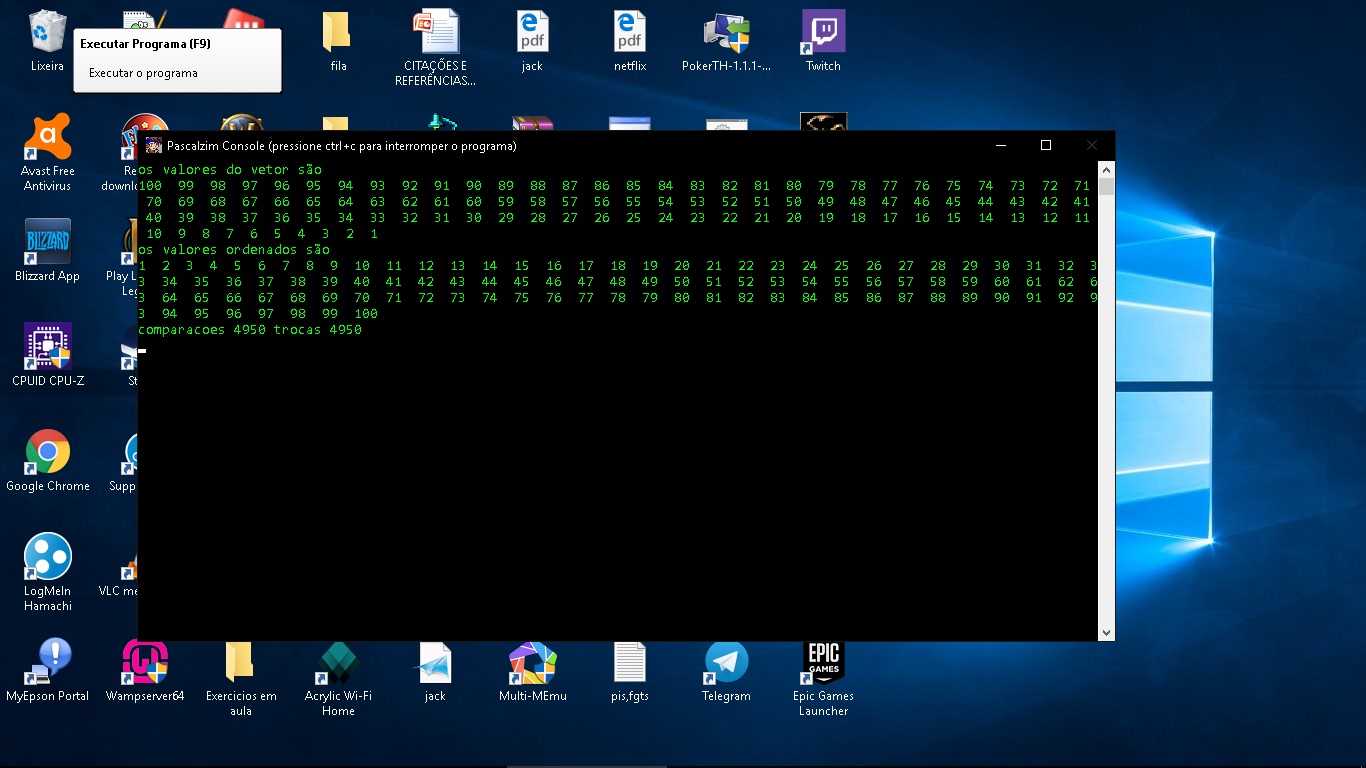 Executar Programa (F9)
Executar o programa
Lixeira
fila
CITAÇÕES E
REFERÊNCIAS...
jack
netflix
PokerTH-1.1.1-...
Twitch
Avast Free
Antivirus
Re
downl
Blizzard App
Play L
Leg
CPUID CPU-Z
St
Google Chrome
Supp
LogMeIn
Hamachi
VLC me
Pascalzim Console (pressione ctrl+c para interromper o programa)
os valores do vetor são
100 99 98 97 96 95 94 93 92 91 90 89 88 87 86 85 84 83 82 81 80 79 78 77 76 75 74 73 72 71
70 69 68 67 66 65 64 63 62 61 60 59 58 57 56 55 54 53 52 51 50 49 48 47 46 45 44 43 42 41
40 39 38 37 36 35 34 33 32 31 30 29 28 27 26 25 24 23 22 21 20 19 18 17 16 15 14 13 12 11
10 9 8 7 6 5 4 3 2 1
os valores ordenados são
1 2 3 4 5 6 7 8 9 10 11 12 13 14 15 16 17 18 19 20 21 22 23 24 25 26 27 28 29 30 31 32 3
3 34 35 36 37 38 39 40 41 42 43 44 45 46 47 48 49 50 51 52 53 54 55 56 57 58 59 60 61 62 6
3 64 65 66 67 68 69 70 71 72 73 74 75 76 77 78 79 80 81 82 83 84 85 86 87 88 89 90 91 92 9
3 94 95 96 97 98 99 100
comparacoes 4950 trocas 4950
MyEpson Portal
Wampserver64
Exercicios em
aula
Acrylic Wi-Fi
Home
jack
Multi-MEmu
pis,fgts
Telegram
EPIC
GAMES
Epic Games
Launcher